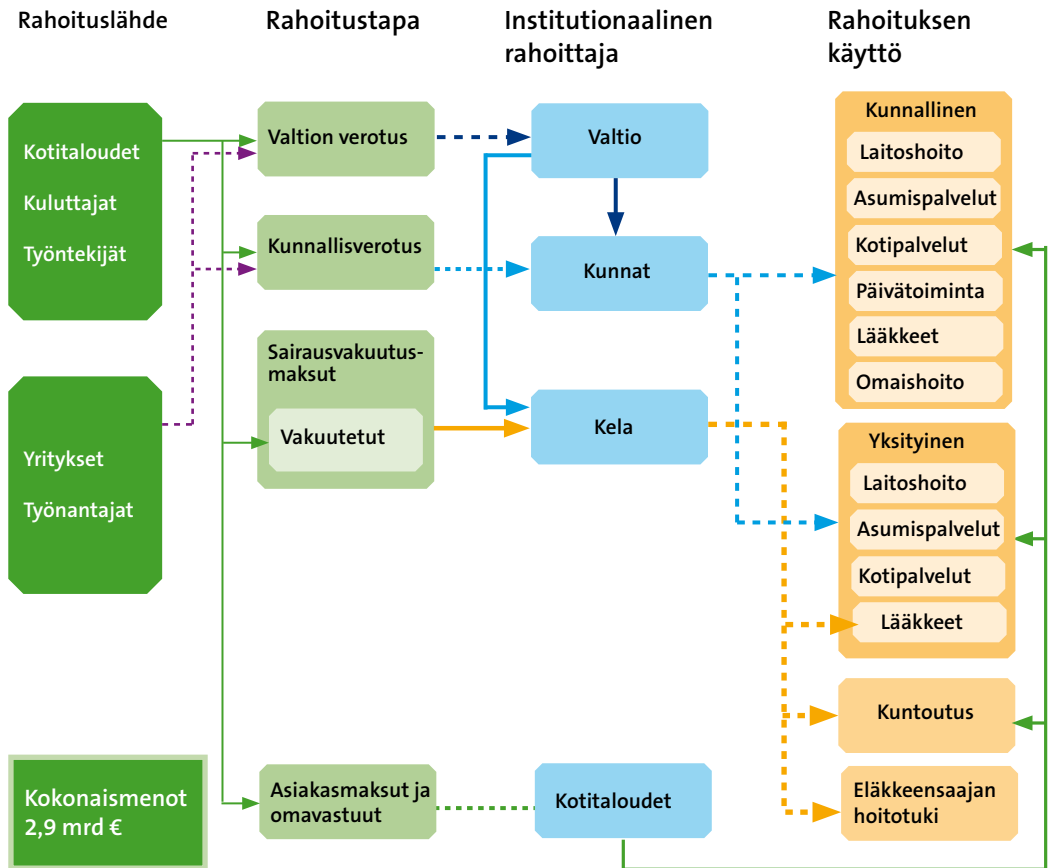 Rahoituslähde
Rahoitustapa
Institutionaalinen
rahoittaja
Rahoituksen
käyttö
Kotitaloudet
Kuluttajat
Työntekijät
Yritykset
Työnantajat
Kokonaismenot
2,9 mrd €
Valtion verotus
Kunnallisverotus
Sairausvakuutus-
maksut
Vakuutetut
Asiakasmaksut ja
omavastuut
Valtio
Kunnat
Kela
Kotitaloudet
Kunnallinen
Laitoshoito
Asumispalvelut
Kotipalvelut
Päivätoiminta
Lääkkeet
Omaishoito
Yksityinen
Laitoshoito
Asumispalvelut
Kotipalvelut
Lääkkeet
Kuntoutus
Eläkkeensaajan
hoitotuki